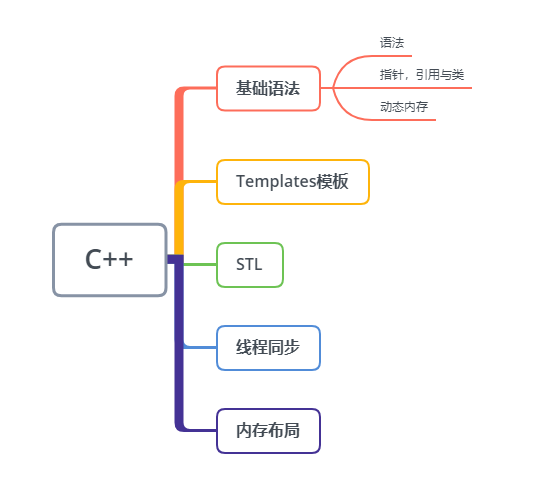 C++
基础语法
语法
指针，引用与类
动态内存
Templates模板
STL
线程同步
内存布局